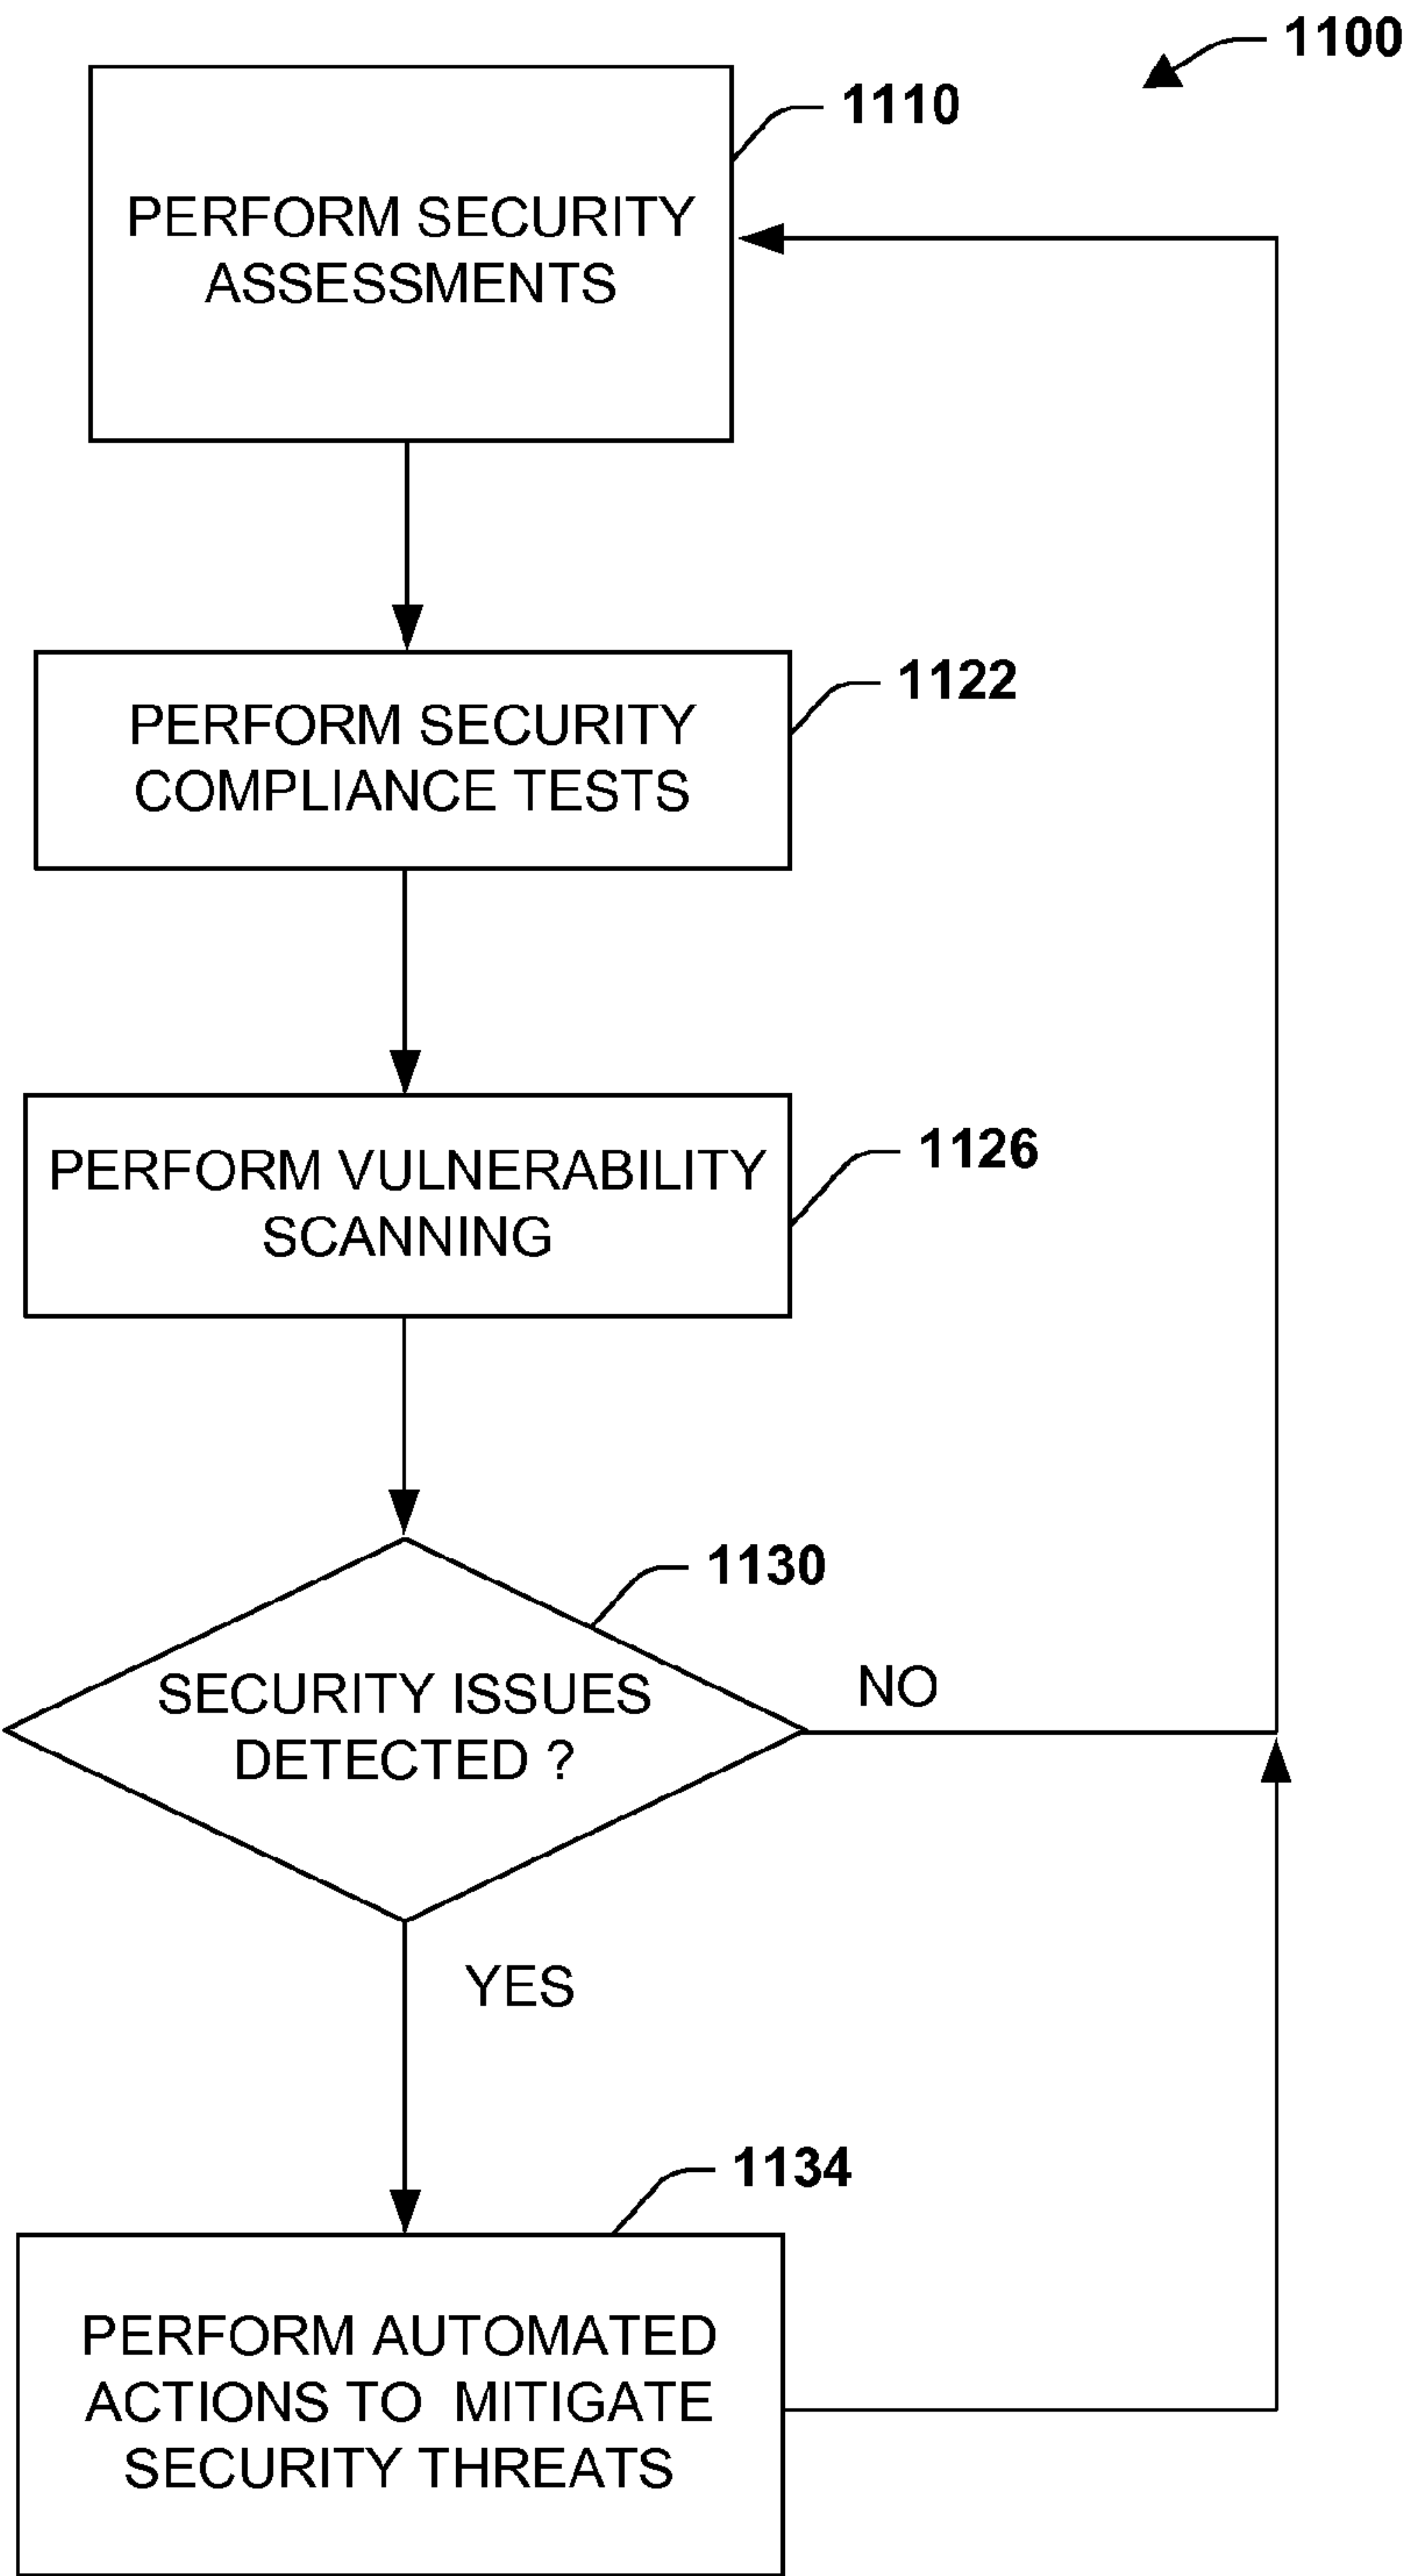 1100
1110
PERFORM SECURITY
ASSESSMENTS
1122
PERFORM SECURITY
COMPLIANCE TESTS
1126
PERFORM VULNERABILITY
SCANNING
1130
SECURITY ISSUES
DETECTED ?
NO
YES
1134
PERFORM AUTOMATED
ACTIONS TO MITIGATE
SECURITY THREATS